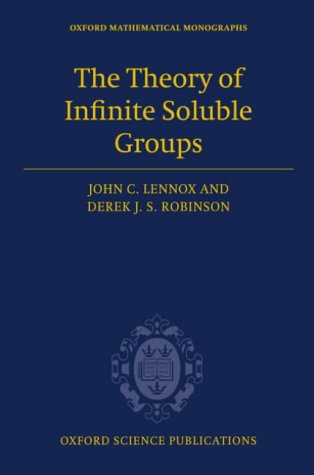 OXFORD MATHEMATICAL MONOGRAPHS
The Theory of
Infinite Soluble
Groups
JOHN C. LENNOX AND
DEREK J. S. ROBINSON
OXFORD SCIENCE PUBLICATIONS